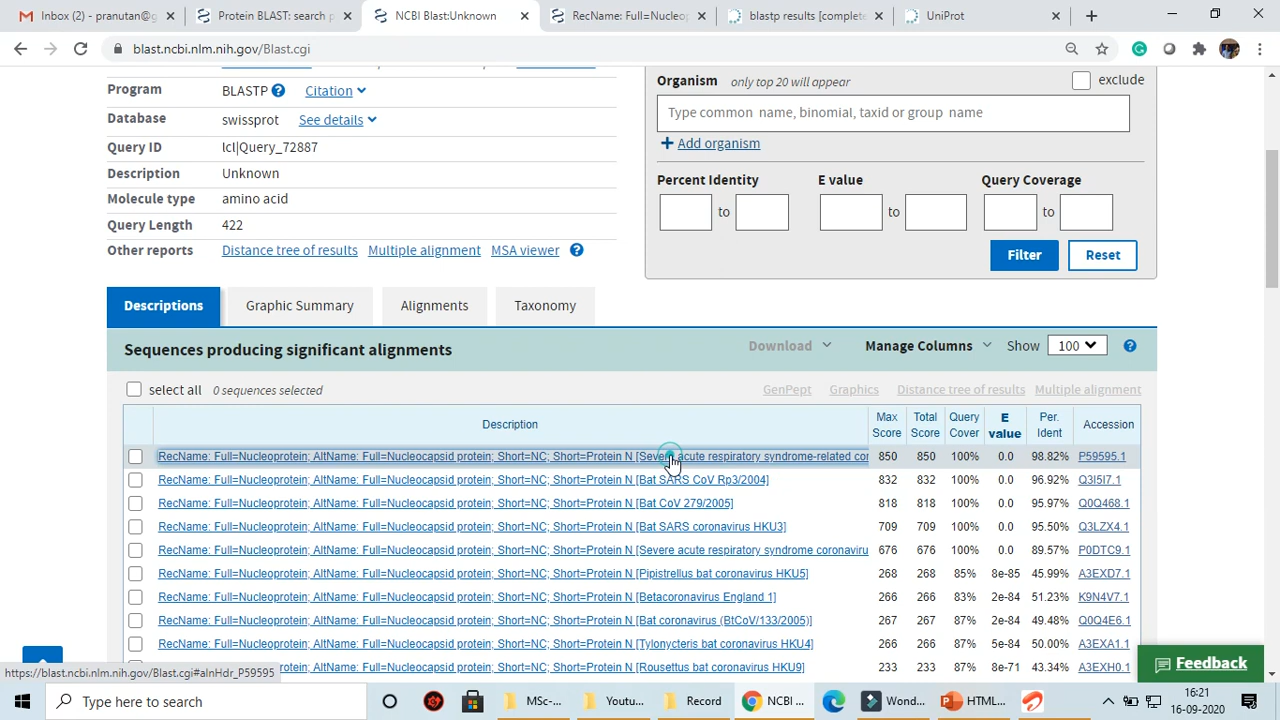 Inbox (2) - pranutan@g
Protein BLAST: search p
NCBI Blast:Unknown
RecName: Full=Nucleop
blastp results [complete
UniProt
blast.ncbi.nlm.nih.gov/Blast.cgi
Program BLASTP Citation
Database swissprot See details
Query ID lcl|Query_72887
Description Unknown
Molecule type amino acid
Query Length 422
Other reports Distance tree of results Multiple alignment MSA viewer
Organism only top 20 will appear exclude
Type common name, binomial, taxid or group name
+ Add organism
Percent Identity E value Query Coverage
to to to
Filter Reset
Descriptions Graphic Summary Alignments Taxonomy
Sequences producing significant alignments Download Manage Columns Show 100
select all 0 sequences selected GenPept Graphics Distance tree of results Multiple alignment
Description Max Score Total Score Query Cover E value Per. Ident Accession
RecName: Full=Nucleoprotein; AltName: Full=Nucleocapsid protein; Short=NC; Short=Protein N [Severe acute respiratory syndrome-related cor 850 850 100% 0.0 98.82% P59595.1
RecName: Full=Nucleoprotein; AltName: Full=Nucleocapsid protein; Short=NC; Short=Protein N [Bat SARS CoV Rp3/2004] 832 832 100% 0.0 96.92% Q3I5I7.1
RecName: Full=Nucleoprotein; AltName: Full=Nucleocapsid protein; Short=NC; Short=Protein N [Bat CoV 279/2005] 818 818 100% 0.0 95.97% Q0Q468.1
RecName: Full=Nucleoprotein; AltName: Full=Nucleocapsid protein; Short=NC; Short=Protein N [Bat SARS coronavirus HKU3] 709 709 100% 0.0 95.50% Q3LZX4.1
RecName: Full=Nucleoprotein; AltName: Full=Nucleocapsid protein; Short=NC; Short=Protein N [Severe acute respiratory syndrome coronaviru 676 676 100% 0.0 89.57% P0DTC9.1
RecName: Full=Nucleoprotein; AltName: Full=Nucleocapsid protein; Short=NC; Short=Protein N [Pipistrellus bat coronavirus HKU5] 268 268 85% 8e-85 45.99% A3EXD7.1
RecName: Full=Nucleoprotein; AltName: Full=Nucleocapsid protein; Short=NC; Short=Protein N [Betacoronavirus England 1] 266 266 83% 2e-84 51.23% K9N4V7.1
RecName: Full=Nucleoprotein; AltName: Full=Nucleocapsid protein; Short=NC; Short=Protein N [Bat coronavirus (BtCoV/133/2005)] 267 267 87% 2e-84 49.48% Q0Q4E6.1
RecName: Full=Nucleoprotein; AltName: Full=Nucleocapsid protein; Short=NC; Short=Protein N [Tylonycteris bat coronavirus HKU4] 266 266 87% 5e-84 50.00% A3EXA1.1
Full=Nucleocapsid protein; Short=NC; Short=Protein N [Rousettus bat coronavirus HKU9] 233 233 87% 8e-71 43.34% A3EXH0.1
https://blast.ncbi.nlm.nih.gov/Blast.cgi#alnHdr_P59595
Feedback
Type here to search
MSc-...
Youtu...
Record
NCBI ...
Wond...
HTML...
16:21
16-09-2020